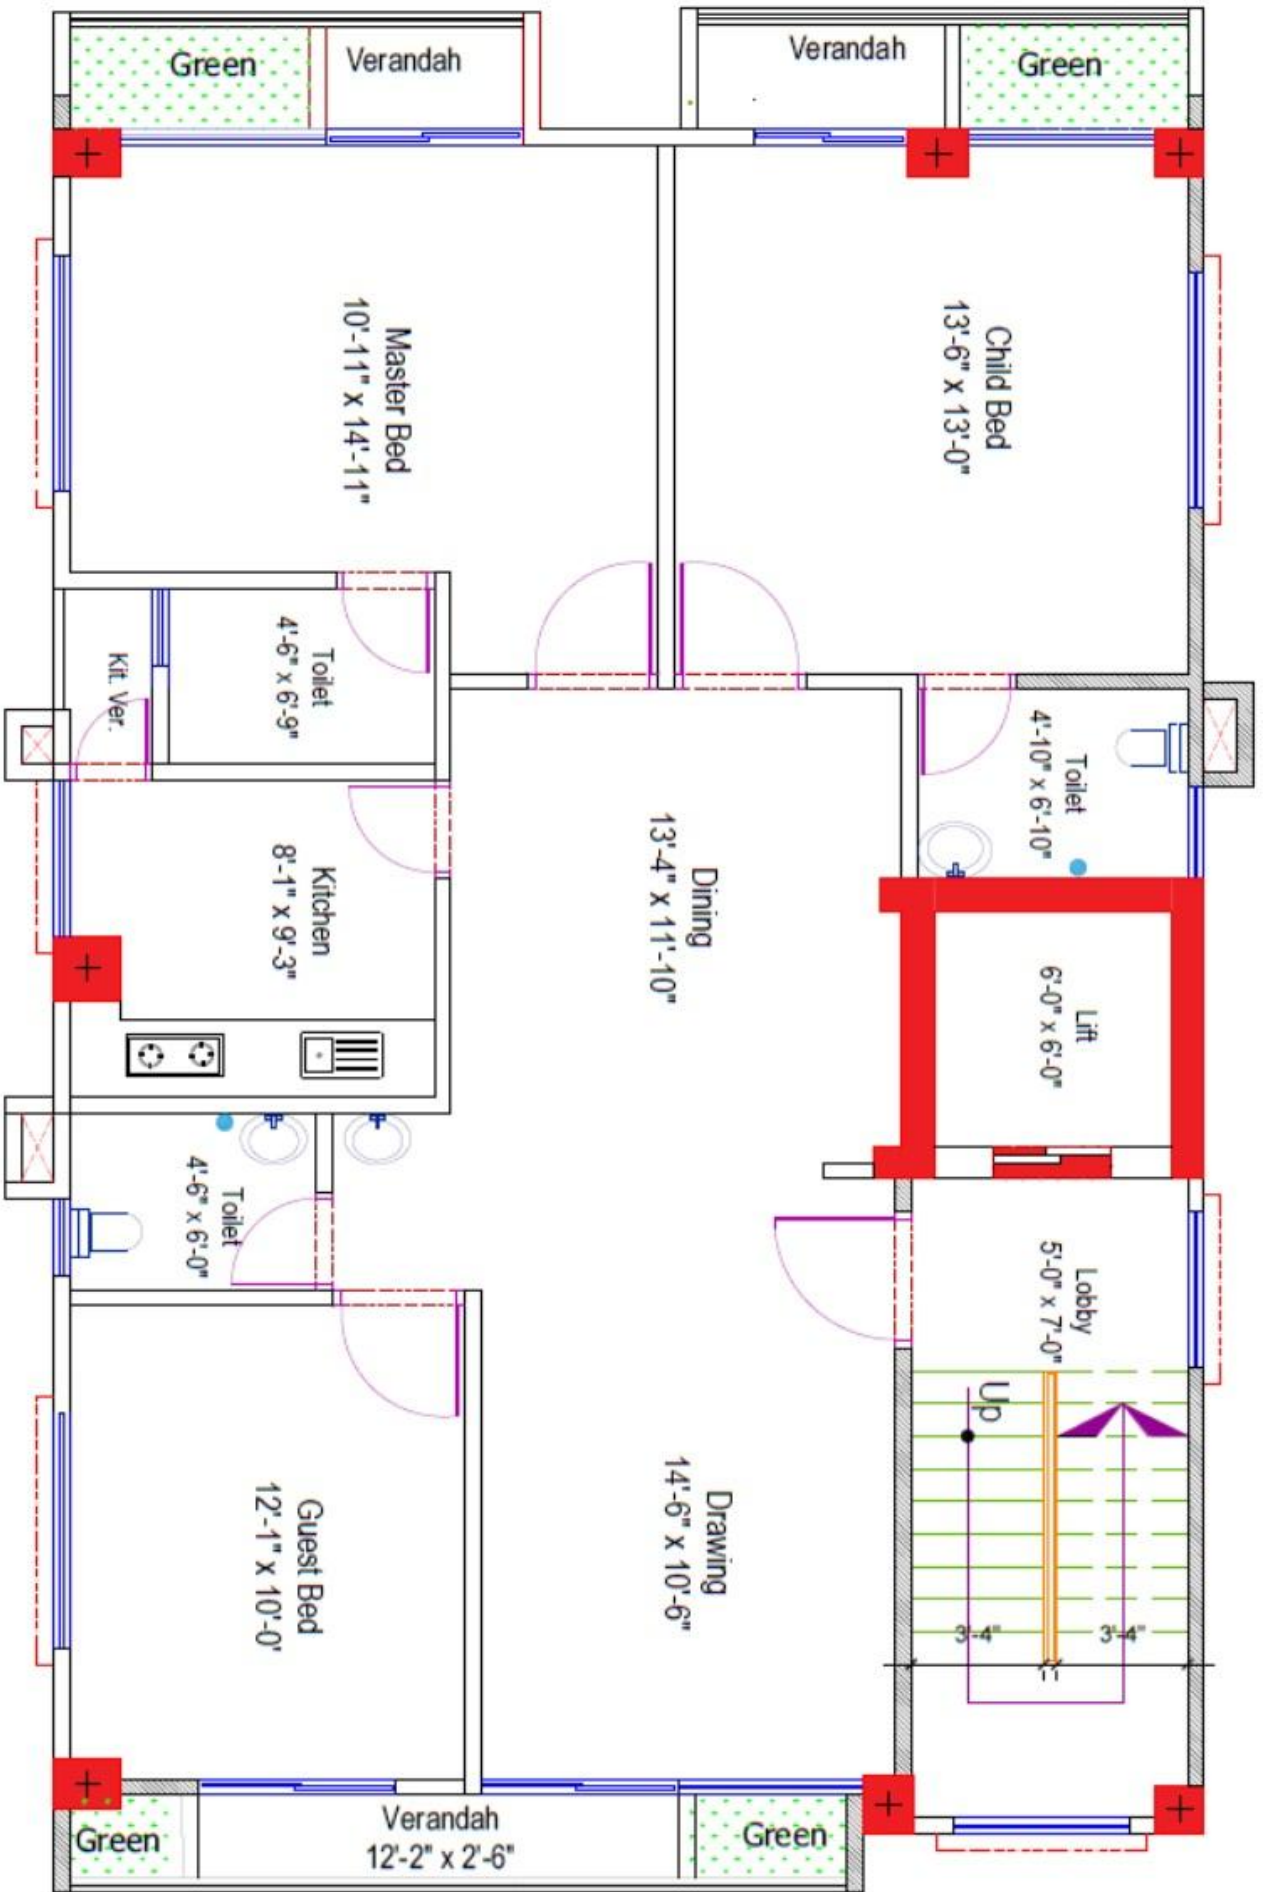 Green
Verandah
Verandah
Green
Master Bed
10'-11" x 14'-11"
Child Bed
13'-6" x 13'-0"
Kit. Ver.
Toilet
4'-6" x 6'-9"
Toilet
4'-10" x 6'-10"
Kitchen
8'-1" x 9'-3"
Dining
13'-4" x 11'-10"
Lift
6'-0" x 6'-0"
Toilet
4'-6" x 6'-0"
Lobby
5'-0" x 7'-0"
Up
Guest Bed
12'-1" x 10'-0'
Drawing
14'-6" x 10'-6"
3'-4"
3'-4"
Green
Verandah
12'-2" x 2'-6"
Green